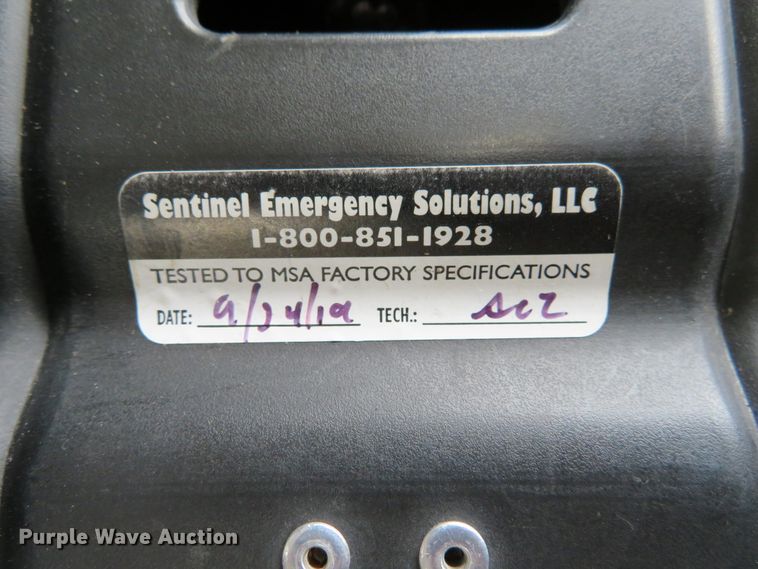 Sentinel Emergency Solutions, LLC
1-800-851-1928
TESTED TO MSA FACTORY SPECIFICATIONS
DATE: 9/24/19 TECH.:
Purple Wave Auction